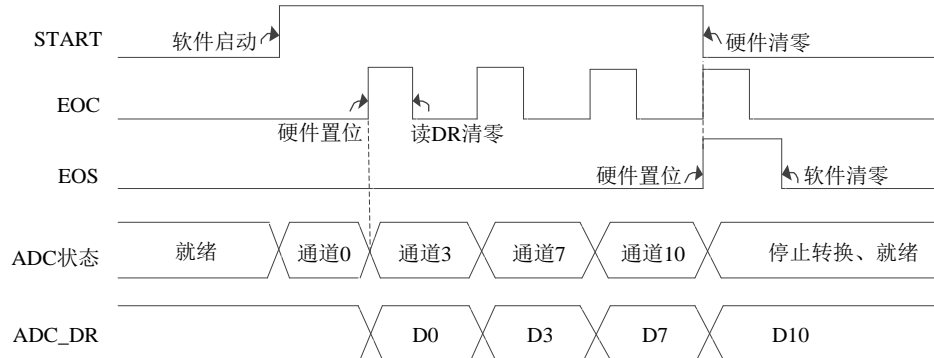 START
软件启动
硬件清零
EOC
硬件置位
读DR清零
EOS
硬件置位
软件清零
ADC状态
就绪
通道0
通道3
通道7
通道10
停止转换、就绪
ADC_DR
D0
D3
D7
D10